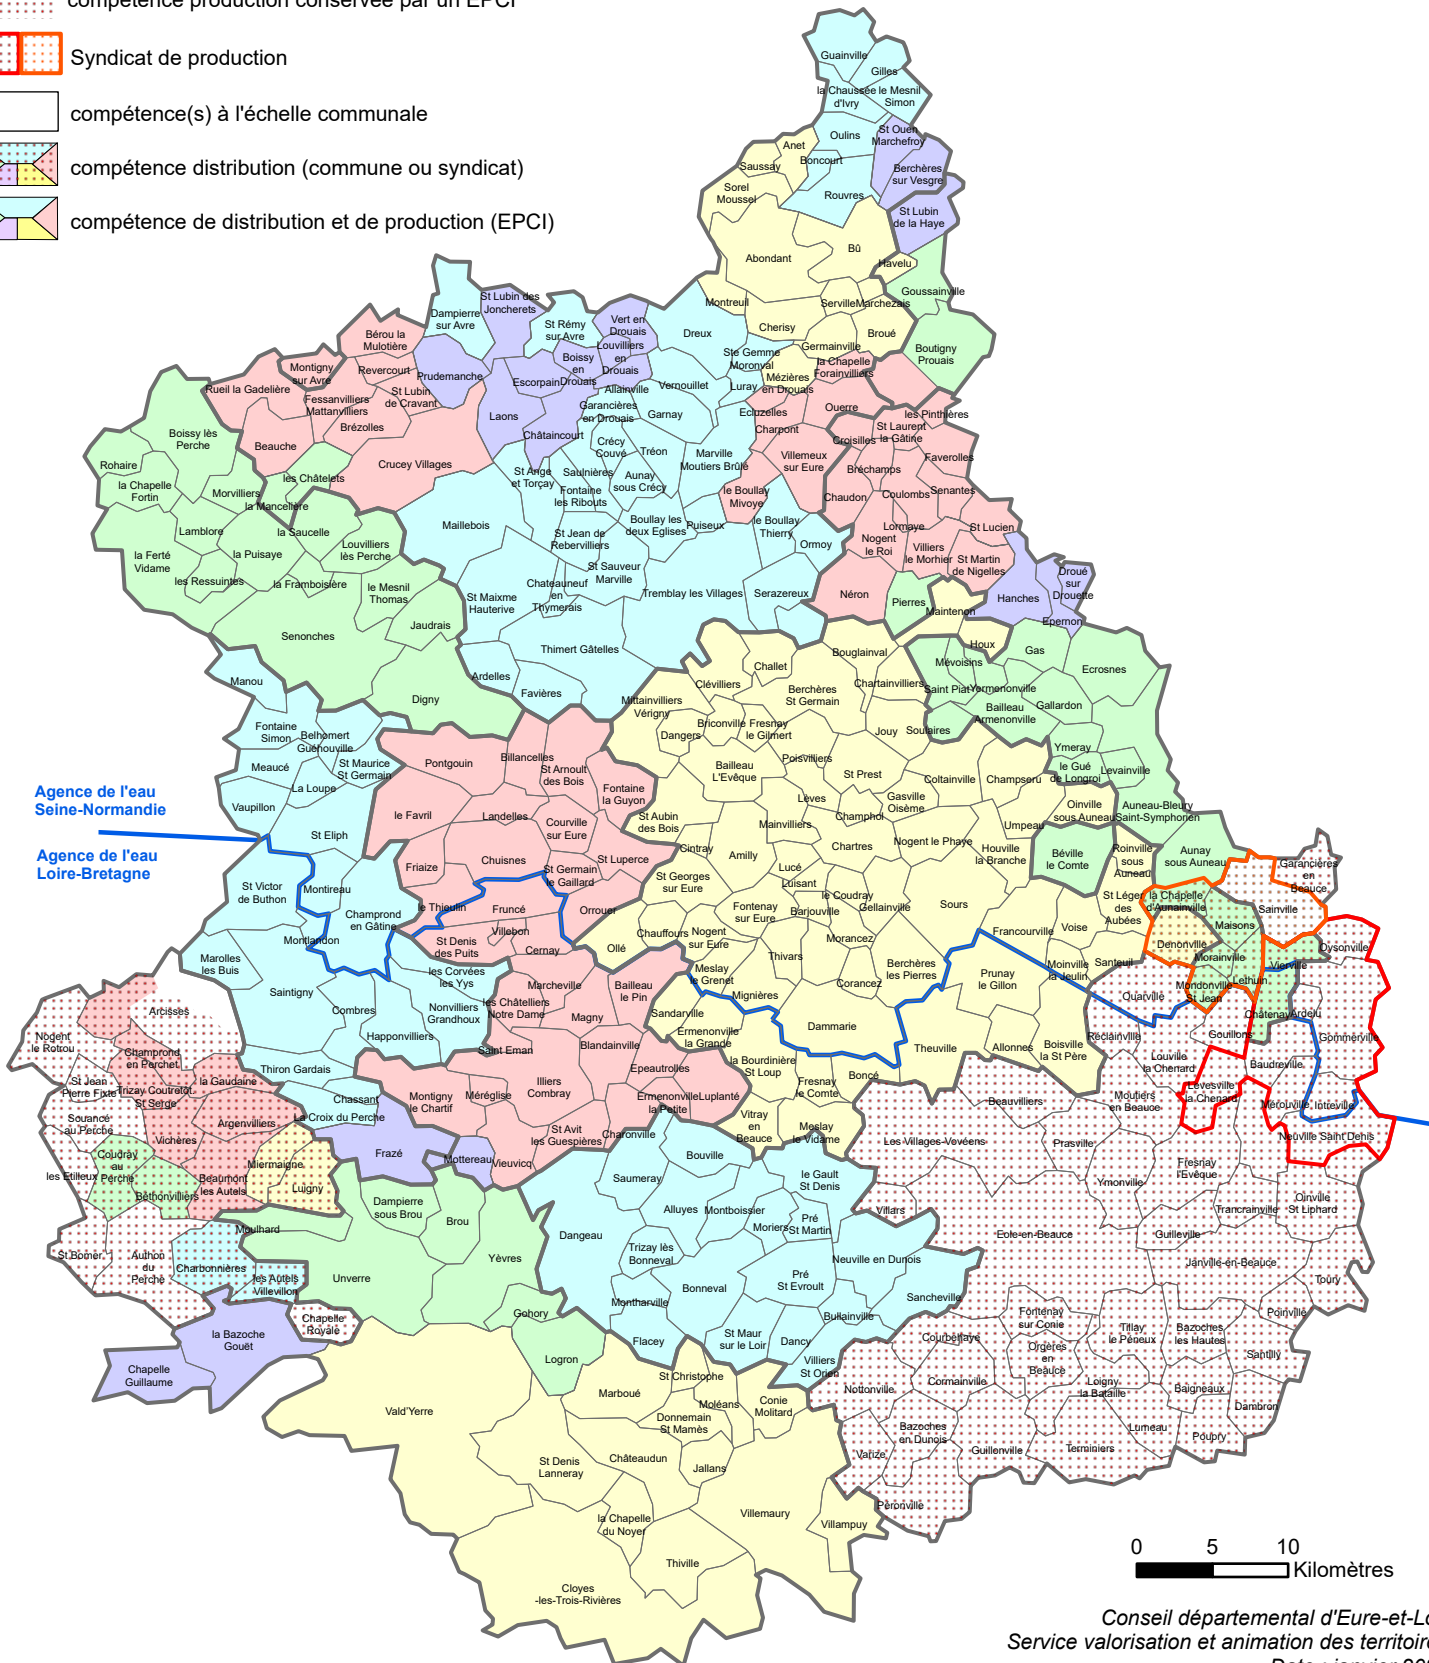 compétence production conservée par un EPCI
Syndicat de production
compétence(s) à l'échelle communale
compétence distribution (commune ou syndicat)
compétence de distribution et de production (EPCI)
Guainville
Gilles
la Chaussée
d'Ivry
le Mesnil
Simon
Oulins
St Ouen
Marchefroy
Anet
Boncourt
Saussay
Berchères
sur Vesgre
Sorel
Moussel
Rouvres
St Lubin
de la Haye
Bû
Abondant
Havelu
Goussainville
Montreuil
Serville
Marchezais
Cherisy
Broué
Germainville
Boutigny
Prouais
Dampierre
sur Avre
St Lubin des
Joncherets
St Rémy
sur Avre
Vert en
Drouais
Dreux
Bérou la
Mulotière
Louvilliers
en
Drouais
Boissy
en
Drouais
Ste Gemme
Moronval
Mézières
en Drouais
la Chapelle
Forainvilliers
Montigny
sur Avre
Revercourt
Prudemanche
Escorpain
Allainville
Vernouillet
Luray
Rueil la Gadelière
Fessanvilliers
Mattanvilliers
St Lubin
de Cravant
Laons
Garancières
en Drouais
Garnay
Ecluzelles
Ouerre
les Pinthières
Brézolles
Châtaincourt
Crécy
Couvé
Tréon
Charpont
Croisilles
St Laurent
la Gâtine
Boissy lès
Perche
Beauche
Crucey Villages
Marville
Moutiers Brûlé
Villemeux
sur Eure
Bréchamps
Faverolles
Rohaire
les Châtelets
St Ange
et Torçay
Saulnières
Aunay
sous Crécy
la Chapelle
Fortin
Morvilliers
la Mancelière
Fontaine
les Ribouts
le Boullay
Mivoye
Chaudon
Coulombs
Senantes
Lamblore
la Saucelle
Maillebois
Boullay les
deux Eglises
Puiseux
le Boullay
Thierry
Lormaye
St Lucien
St Jean de
Rebervilliers
Ormoy
Nogent
le Roi
Villiers
le Morhier
St Martin
de Nigelles
la Ferté
Vidame
la Puisaye
Louvilliers
lès Perche
St Sauveur
Marville
les Ressuintes
la Framboisière
le Mesnil
Thomas
Chateauneuf
en
Thymerais
Tremblay les Villages
Serazereux
Néron
Pierres
Hanches
Droué
sur
Drouette
St Maixme
Hauterive
Maintenon
Epernon
Senonches
Jaudrais
Thimert Gâtelles
Bouglainval
Houx
Gas
Ecrosnes
Challet
Mévoisins
Manou
Ardelles
Favières
Clévilliers
Berchères
St Germain
Chartainvilliers
Saint Piat
Yermenonville
Digny
Mittainvilliers
Vérigny
Bailleau
Armenonville
Gallardon
Fontaine
Simon
Belhomert
Guéhouville
Dangers
Briconville
Fresnay
le Gilmert
Jouy
Soulaires
Ymeray
Meaucé
St Maurice
St Germain
Pontgouin
Billancelles
St Arnoult
des Bois
Bailleau
L'Evêque
Poisvilliers
St Prest
Coltainville
Champseru
le Gué
de Longroi
Levainville
Agence de l'eau
Seine-Normandie
Vaupillon
La Loupe
le Favril
Landelles
Courville
sur Eure
Fontaine
la Guyon
Lèves
Gasville
Oisème
Oinville
sous Auneau
Auneau-Bleury
Saint-Symphorien
St Aubin
des Bois
Mainvilliers
Champhol
Umpeau
St Eliph
Cintray
Amilly
Chartres
Nogent le Phaye
Houville
la Branche
Béville
le Comte
Roinville
sous
Auneau
Aunay
sous Auneau
Agence de l'eau
Loire-Bretagne
Friaize
Chuisnes
St Germain
le Gaillard
St Luperce
Lucé
Garancières
en
Beauce
St Victor
de Buthon
Montireau
St Georges
sur Eure
Luisant
le Coudray
Sours
St Léger
des
Aubées
la Chapelle
d'Aunainville
Sainville
Champrond
en Gâtine
le Thieulin
Fruncé
Orrouer
Fontenay
sur Eure
Barjouville
Gellainville
Maisons
Villebon
Chauffours
Nogent
sur Eure
Morancez
Francourville
Voise
Denonville
Oysonville
Montlandon
St Denis
des Puits
Cernay
Ollé
Thivars
Berchères
les Pierres
Moinville
la Jeulin
Santeuil
Morainville
Vierville
Marolles
les Buis
les Corvées
les Yys
Meslay
le Grenet
Corancez
Prunay
le Gillon
Mondonville
St Jean
Lethuin
Saintigny
Marcheville
Bailleau
le Pin
Mignières
Ouarville
Châtenay
Ardelu
Arcisses
Combres
Nonvilliers
Grandhoux
les Châtelliers
Notre Dame
Magny
Sandarville
Dammarie
Réclainville
Gouillons
Gommerville
Nogent
le Rotrou
Happonvilliers
Saint Eman
Blandainville
Ermenonville
la Grande
Theuville
Allonnes
Boisville
la St Père
Louville
la Chenard
Baudreville
Champrond
en Perchet
Thiron Gardais
Epeautrolles
la Bourdinière
St Loup
Boncé
St Jean
Pierre Fixte
Trizay Coutretot
St Serge
la Gaudaine
Chassant
Montigny
le Chartif
Méréglise
Illiers
Combray
Ermenonville
la Petite
Luplanté
Fresnay
le Comte
Beauvilliers
Moutiers
en Beauce
Levesville
la Chenard
Mérouville
Intréville
Souancé
au Perche
Argenvilliers
La Croix du Perche
Vitray
en
Beauce
Meslay
le Vidame
Vichères
St Avit
les Guespières
Charonville
Les Villages-Vovéens
Prasville
Neuville Saint Denis
Coudray
au
Perche
Miermaigne
Frazé
Mottereau
Vieuvicq
Bouville
les Etilleux
Béthonvilliers
Beaumont
les Autels
Luigny
Saumeray
le Gault
St Denis
Ymonville
Fresnay
l'Evêque
Dampierre
sous Brou
Brou
Alluyes
Montboissier
Villars
Trancrainville
Oinville
St Liphard
Moulhard
Dangeau
Moriers
Pré
St Martin
Eole-en-Beauce
Guilleville
St Bomer
Authon
du
Perche
Charbonnières
les Autels
Villevillon
Unverre
Yèvres
Trizay lès
Bonneval
Neuville en Dunois
Janville-en-Beauce
Toury
Bonneval
Pré
St Evroult
Sancheville
Montharville
Gohory
Bullainville
Fontenay
sur Conie
Poinville
Chapelle
Royale
la Bazoche
Gouët
Flacey
St Maur
sur le Loir
Dancy
Courbehaye
Orgères
en
Beauce
Tillay
le Péneux
Bazoches
les Hautes
Santilly
Logron
Villiers
St Orien
Chapelle
Guillaume
St Christophe
Nottonville
Cormainville
Loigny
la Bataille
Baigneaux
Marboué
Moléans
Conie
Molitard
Dambron
Vald'Yerre
Donnemain
St Mamès
Bazoches
en Dunois
Lumeau
Poupry
Châteaudun
Jallans
Varize
Guillonville
Terminiers
St Denis
Lanneray
Péronville
la Chapelle
du Noyer
Villemaury
Villampuy
Thiville
Cloyes
-les-Trois-Rivières
0 5 10
Kilomètres
Conseil départemental d'Eure-et-Lo
Service valorisation et animation des territoire